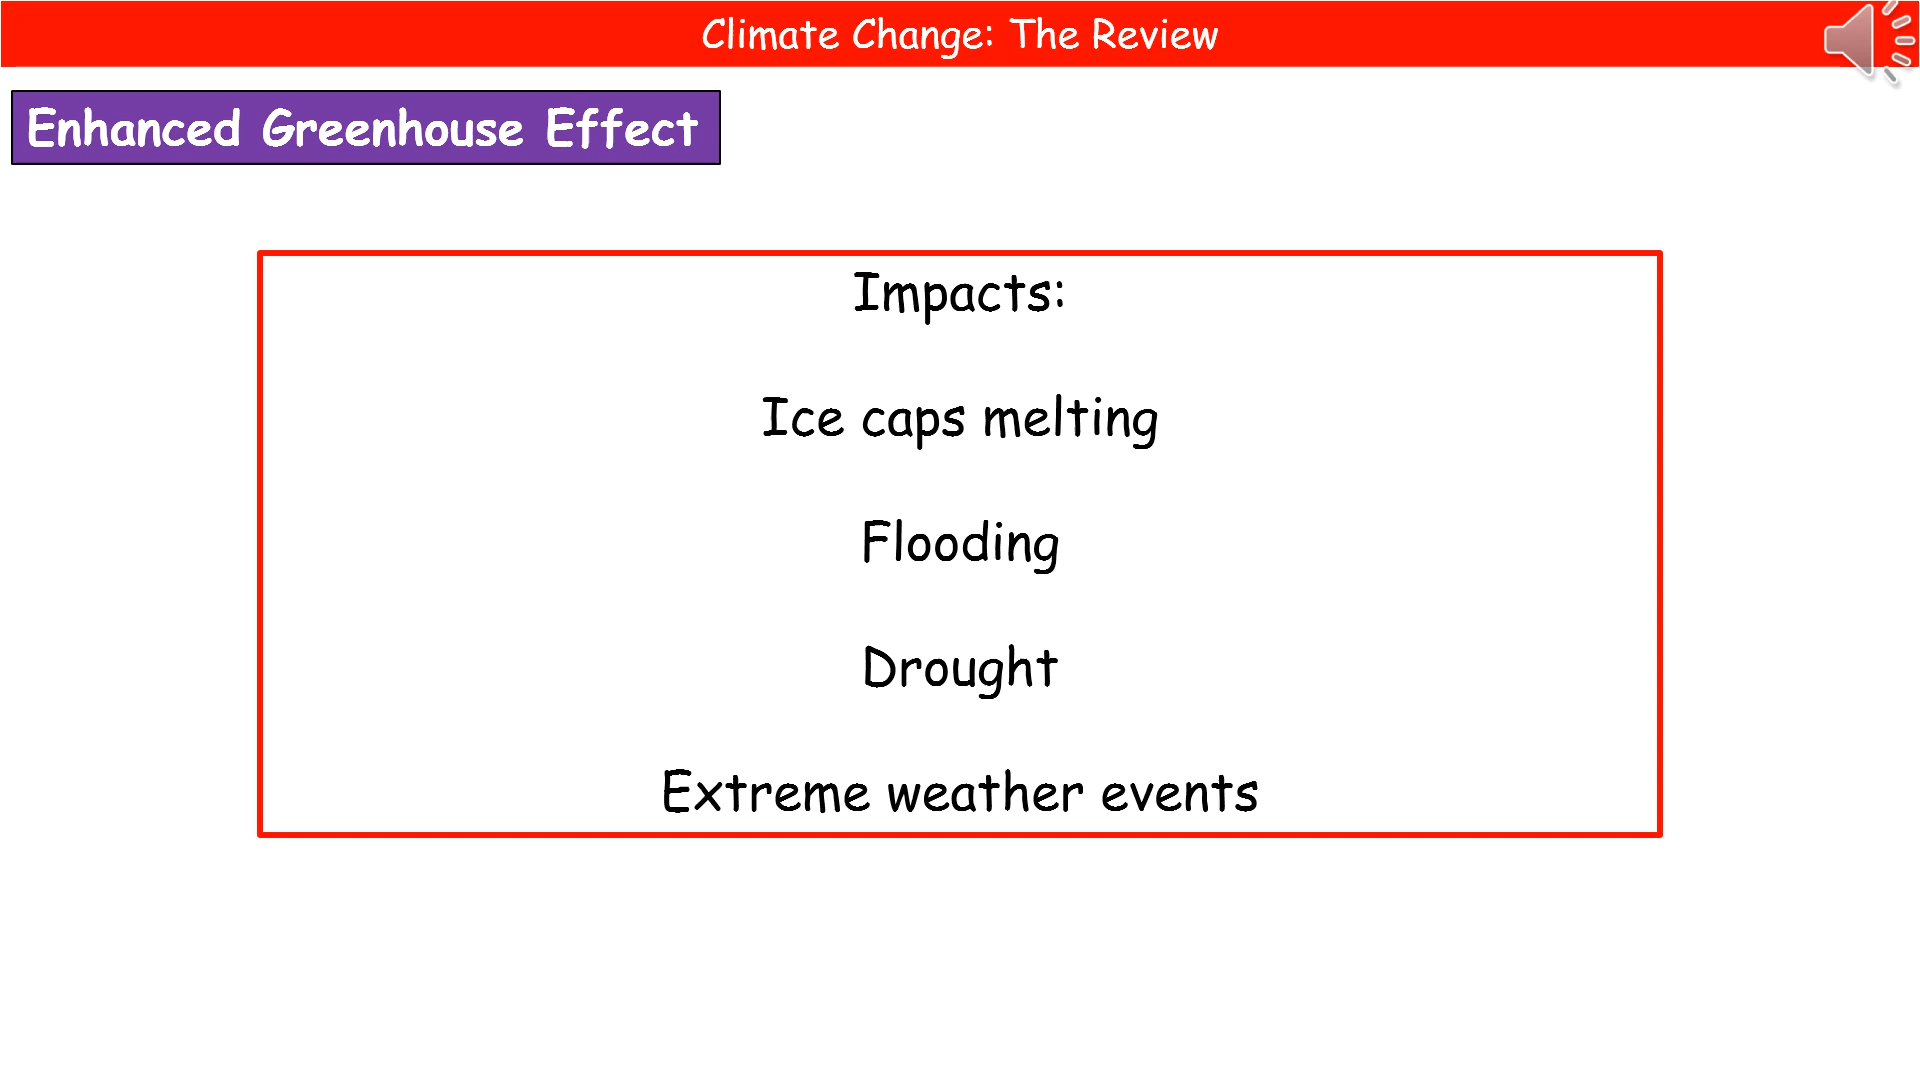 Climate Change: The Review
Enhanced Greenhouse Effect
Impacts:
Ice caps melting
Flooding
Drought
Extreme weather events